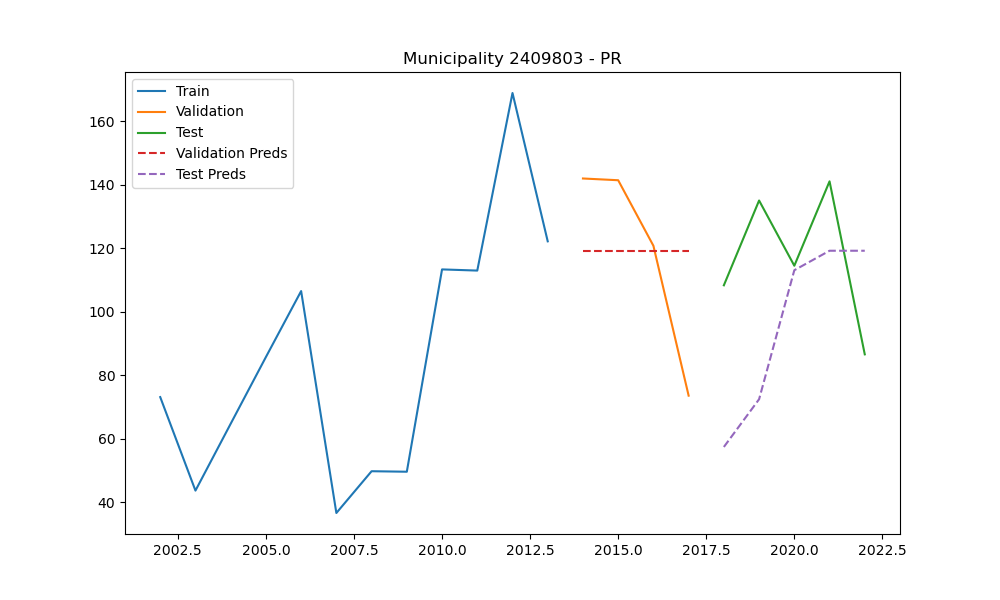 Municipality 2409803 - PR
Train
Validation
Test
Validation Preds
Test Preds
160
140
120
100
80
60
40
2002.5 2005.0 2007.5 2010.0 2012.5 2015.0 2017.5 2020.0 2022.5